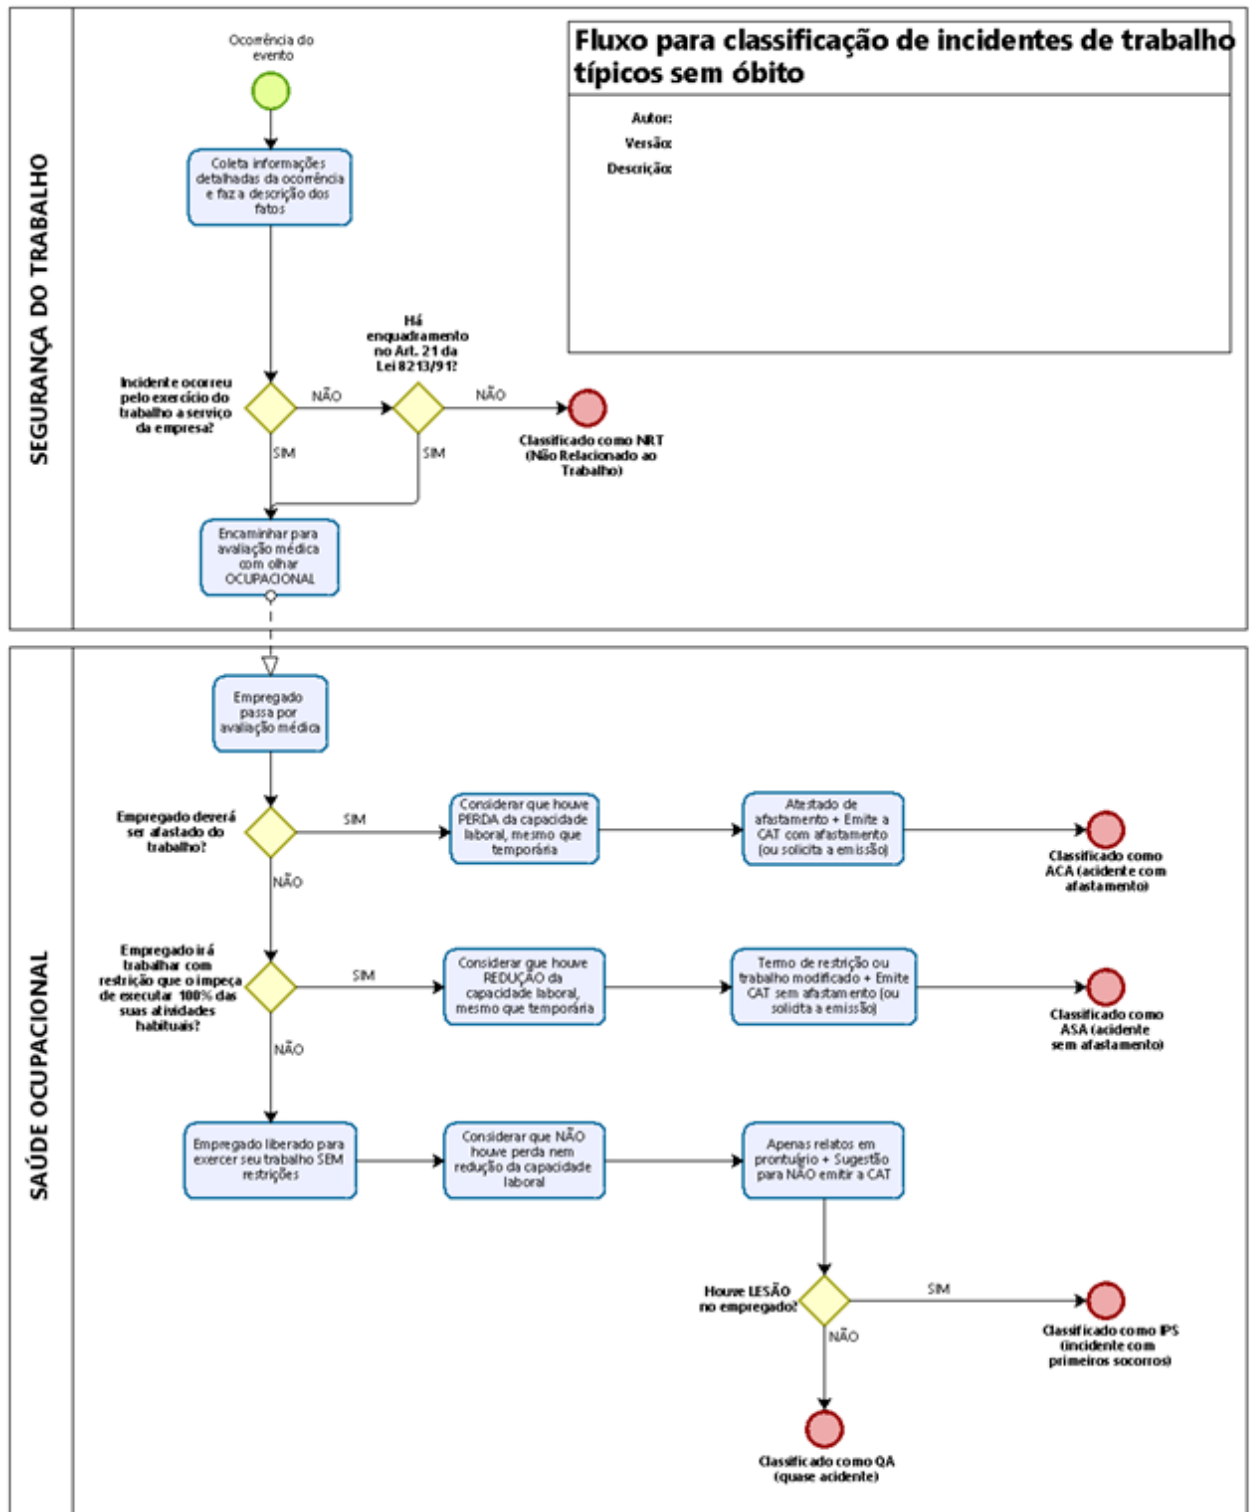 Fluxo para classificação de incidentes de trabalho
típicos sem óbito
Autor:
Versão:
Descrição:
SEGURANÇA DO TRABALHO
Ocorrência do
evento
Coleta informações
detalhadas da ocorrência
e faz a descrição dos
fatos
Incidente ocorreu
pelo exercício do
trabalho a serviço
da empresa?
NÃO
SIM
Há
enquadramento
no Art. 21 da
Lei 8213/91?
NÃO
SIM
Classificado como NRT
(Não Relacionado ao
Trabalho)
Encaminhar para
avaliação médica
com olhar
OCUPACIONAL
SAÚDE OCUPACIONAL
Empregado
passa por
avaliação médica
Empregado deverá
ser afastado do
trabalho?
SIM
NÃO
Considerar que houve
PERDA da capacidade
laboral, mesmo que
temporária
Atestado de
afastamento + Emite a
CAT com afastamento
(ou solicita a emissão)
Classificado como
ACA (acidente com
afastamento)
Empregado irá
trabalhar com
restrição que o impeça
de executar 100% das
suas atividades
habituais?
SIM
NÃO
Considerar que houve
REDUÇÃO da
capacidade laboral,
mesmo que temporária
Termo de restrição ou
trabalho modificado + Emite
CAT sem afastamento (ou
solicita a emissão)
Classificado como
ASA (acidente
sem afastamento)
Empregado liberado para
exercer seu trabalho SEM
restrições
Considerar que NÃO
houve perda nem
redução da capacidade
laboral
Apenas relatos em
prontuário + Sugestão
para NÃO emitir a CAT
Houve LESÃO
no empregado?
SIM
NÃO
Classificado como IPS
(incidente com
primeiros socorros)
Classificado como QA
(quase acidente)